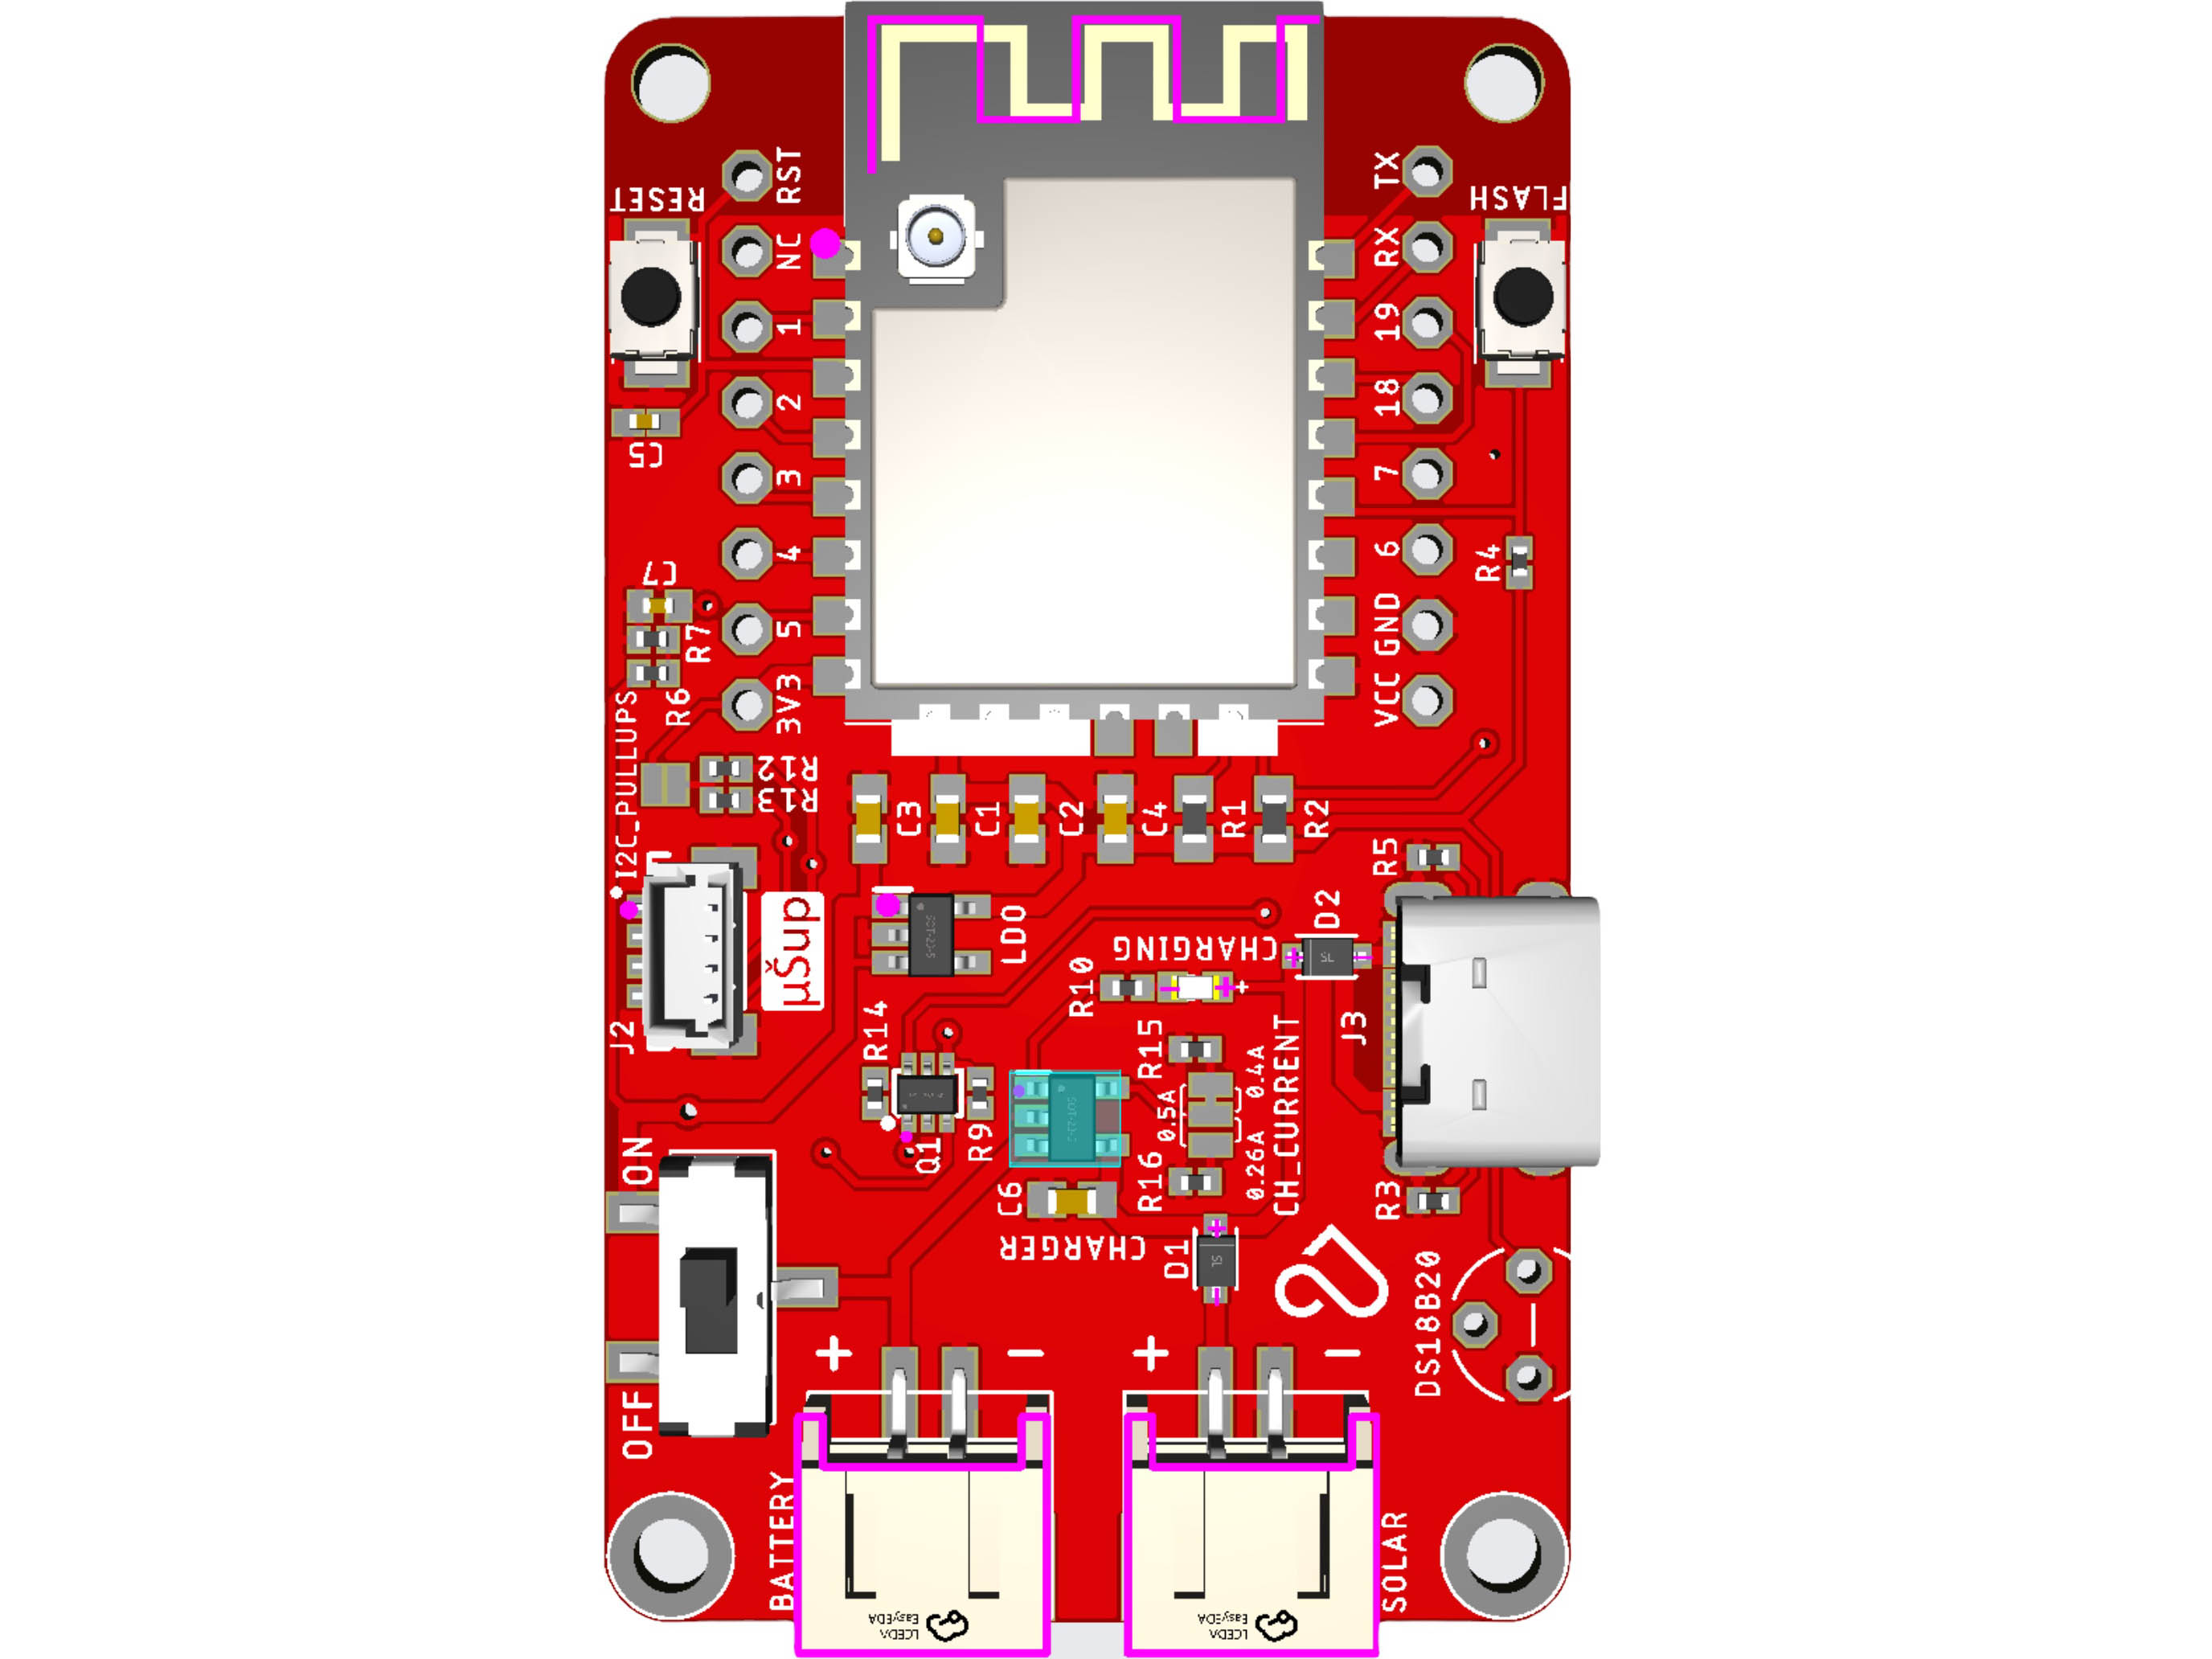 RESET
RST
TX
FLASH
NC
RX
1
19
2
18
C5
3
7
4
6
R4
C7
5
GND
R7
R6
3V3
VCC
I2C_PULLUPS
R12
R13
C3
C1
C2
C4
R1
R2
R5
µŠup
LDO
D2
CHARGING
R10
J2
R14
R15
J3
0.5A
0.26A 0.4A
CH_CURRENT
Q1
R9
R16
R3
ON
C6
CHARGER
D1
DS18B20
+
−
+
−
OFF
BATTERY
SOLAR
LCEDA
EasyEDA
LCEDA
EasyEDA